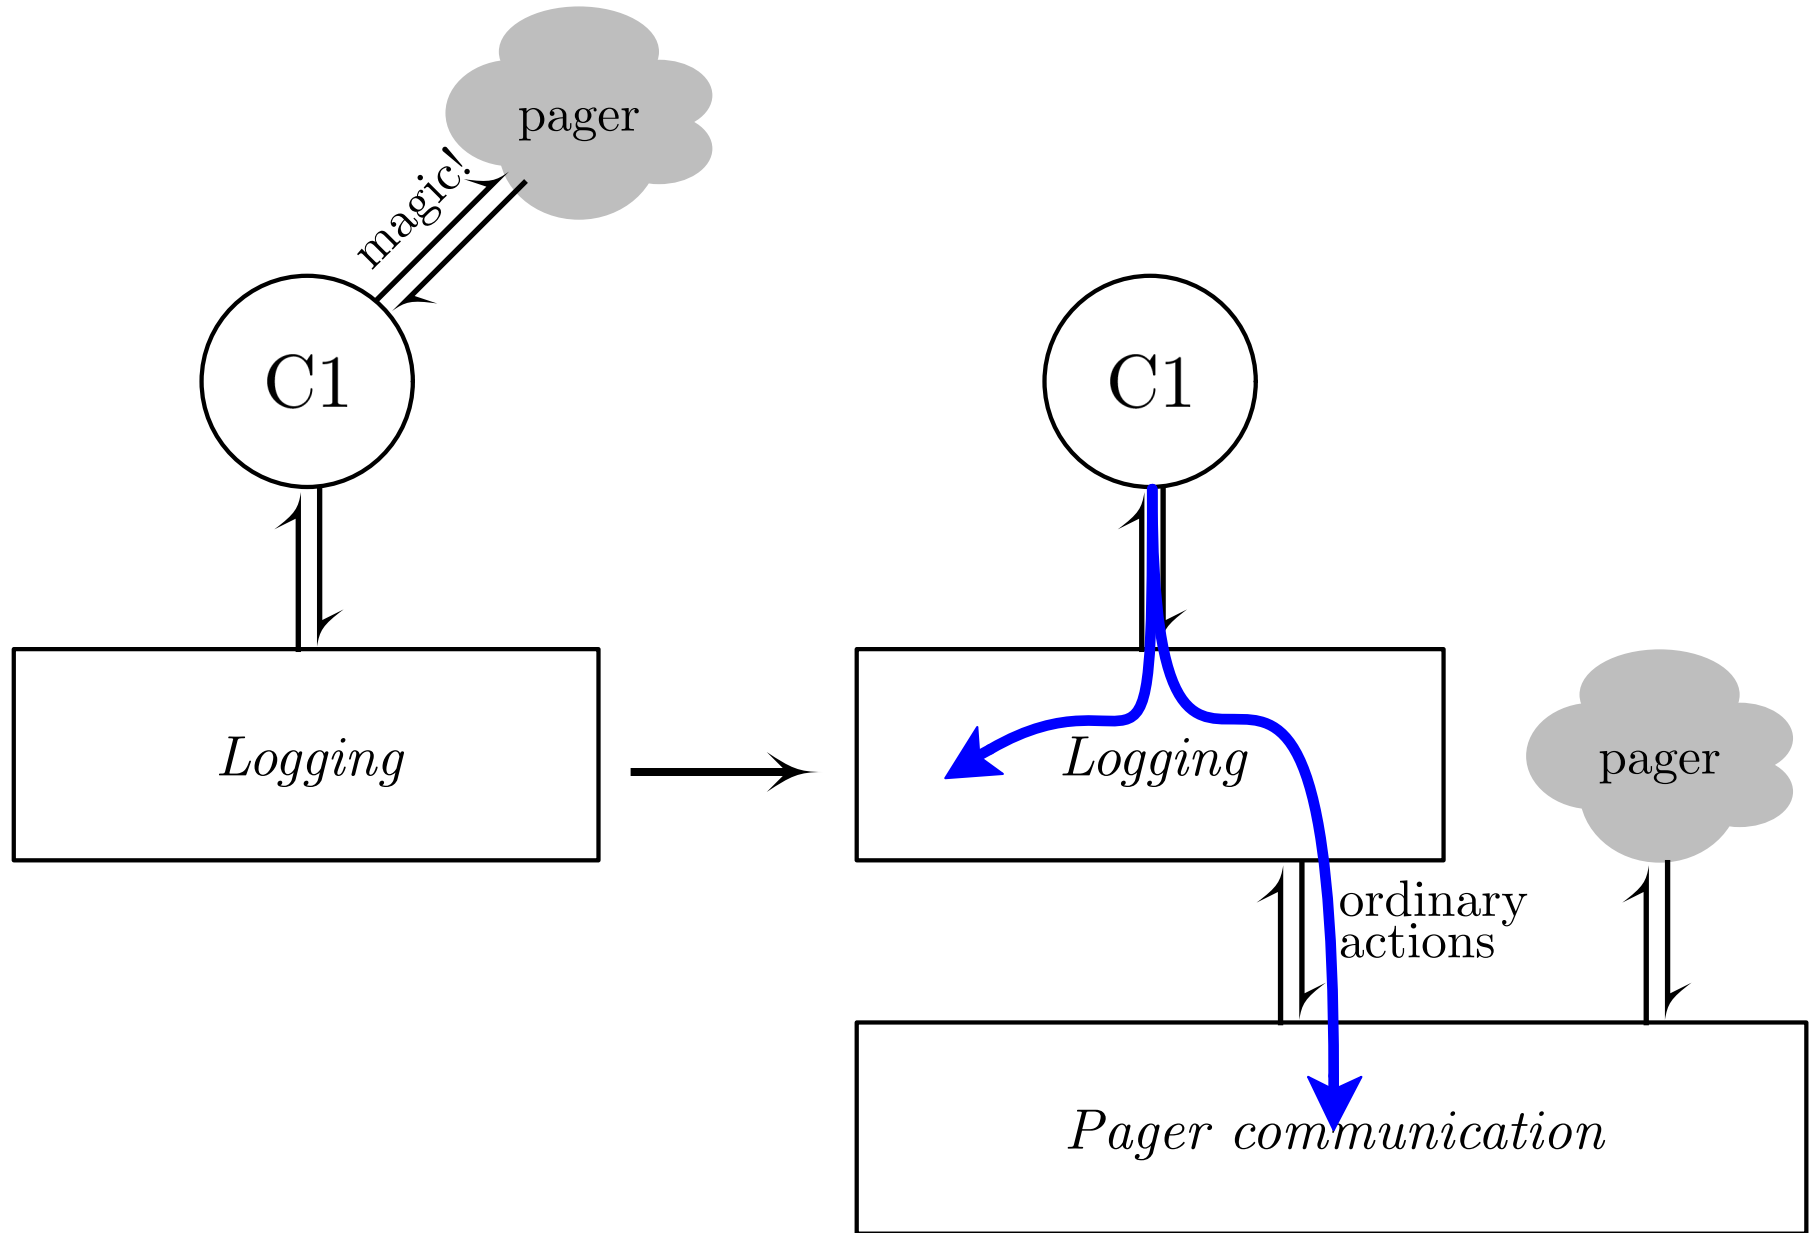 pager
magic!
C1
C1
Logging
Logging
pager
ordinary
actions
Pager communication